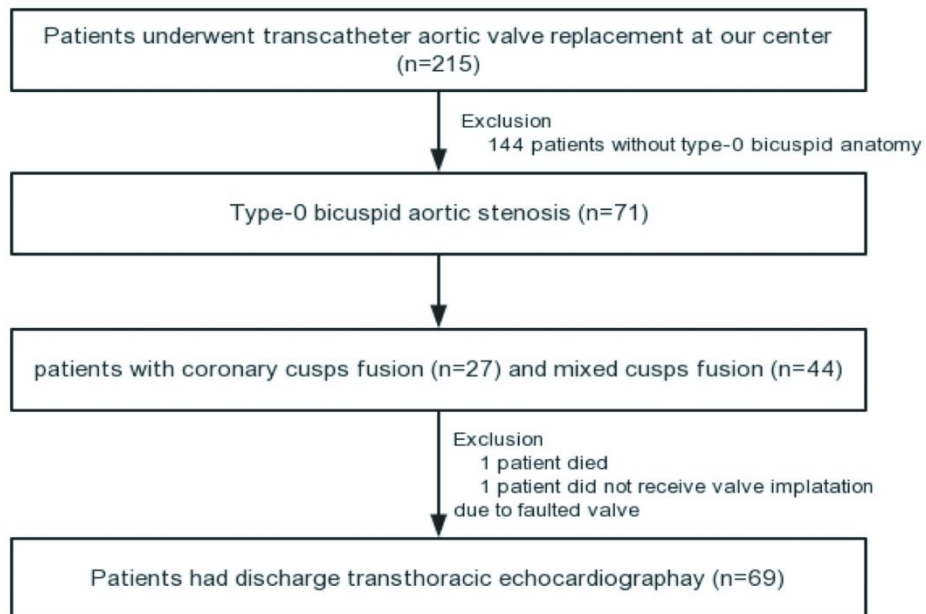 Patients underwent transcatheter aortic valve replacement at our center
(n=215)
Exclusion
144 patients without type-0 bicuspid anatomy
Type-0 bicuspid aortic stenosis (n=71)
patients with coronary cusps fusion (n=27) and mixed cusps fusion (n=44)
Exclusion
1 patient died
1 patient did not receive valve implatation
due to faulted valve
Patients had discharge transthoracic echocardiographay (n=69)